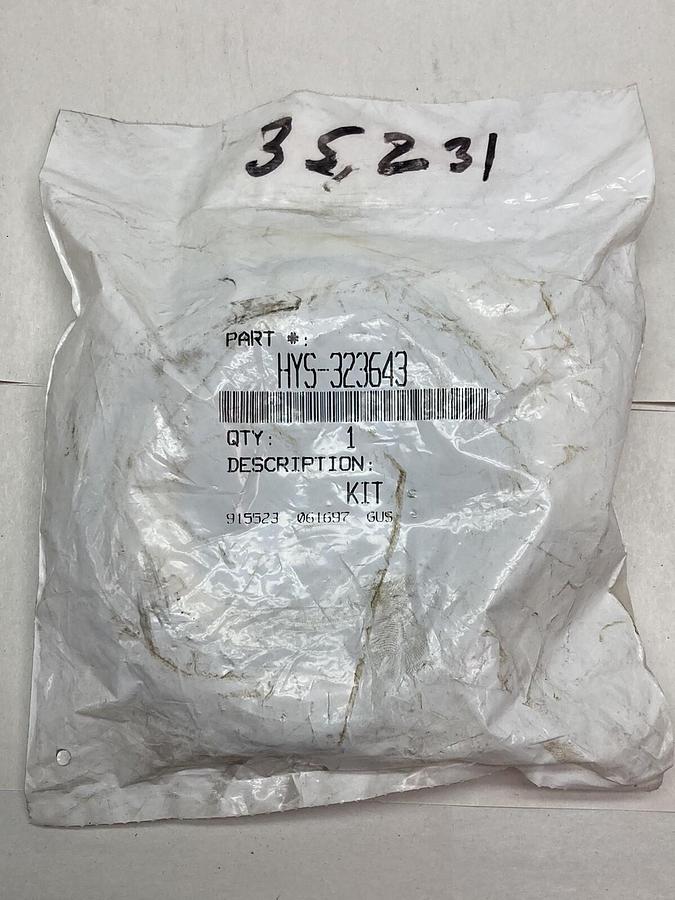 35231
PART #:
HYS-323643
QTY: 1
DESCRIPTION:
KIT
915523 061697 GUS